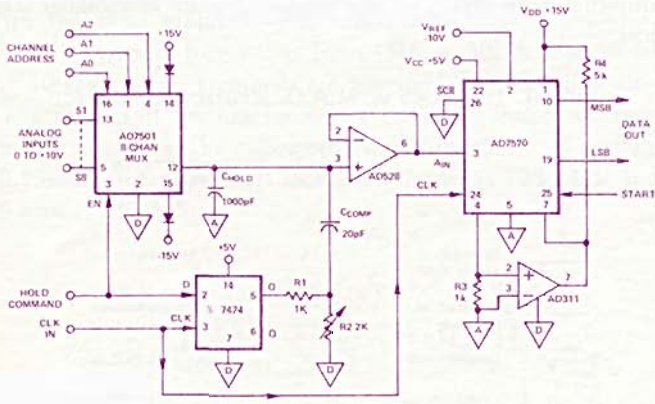 VDD +15V
VREF -10V
VCC +5V
A2
A1
A0
CHANNEL ADDRESS
+15V
R4 5k
16 1 4 14
13
S1
AD7501
8 CHAN
MUX
ANALOG INPUTS
0 TO +10V
S8
5
12
3 2 15
EN
D
-15V
CHOLD
1000pF
A
2
3
6
AD528
AIN
CCOMP
20pF
CLK
SC8
D
22 2 1
26
10
MSB
AD7570
DATA OUT
3
19
LSB
24
25
START
4 5 7
A
+5V
HOLD COMMAND
D
14
2
5
Q
R1
1K
½ 7474
CLK IN
CLK
3
6
Q
7
D
R2 2K
D
R3
1k
2
3
7
AD311
A
D